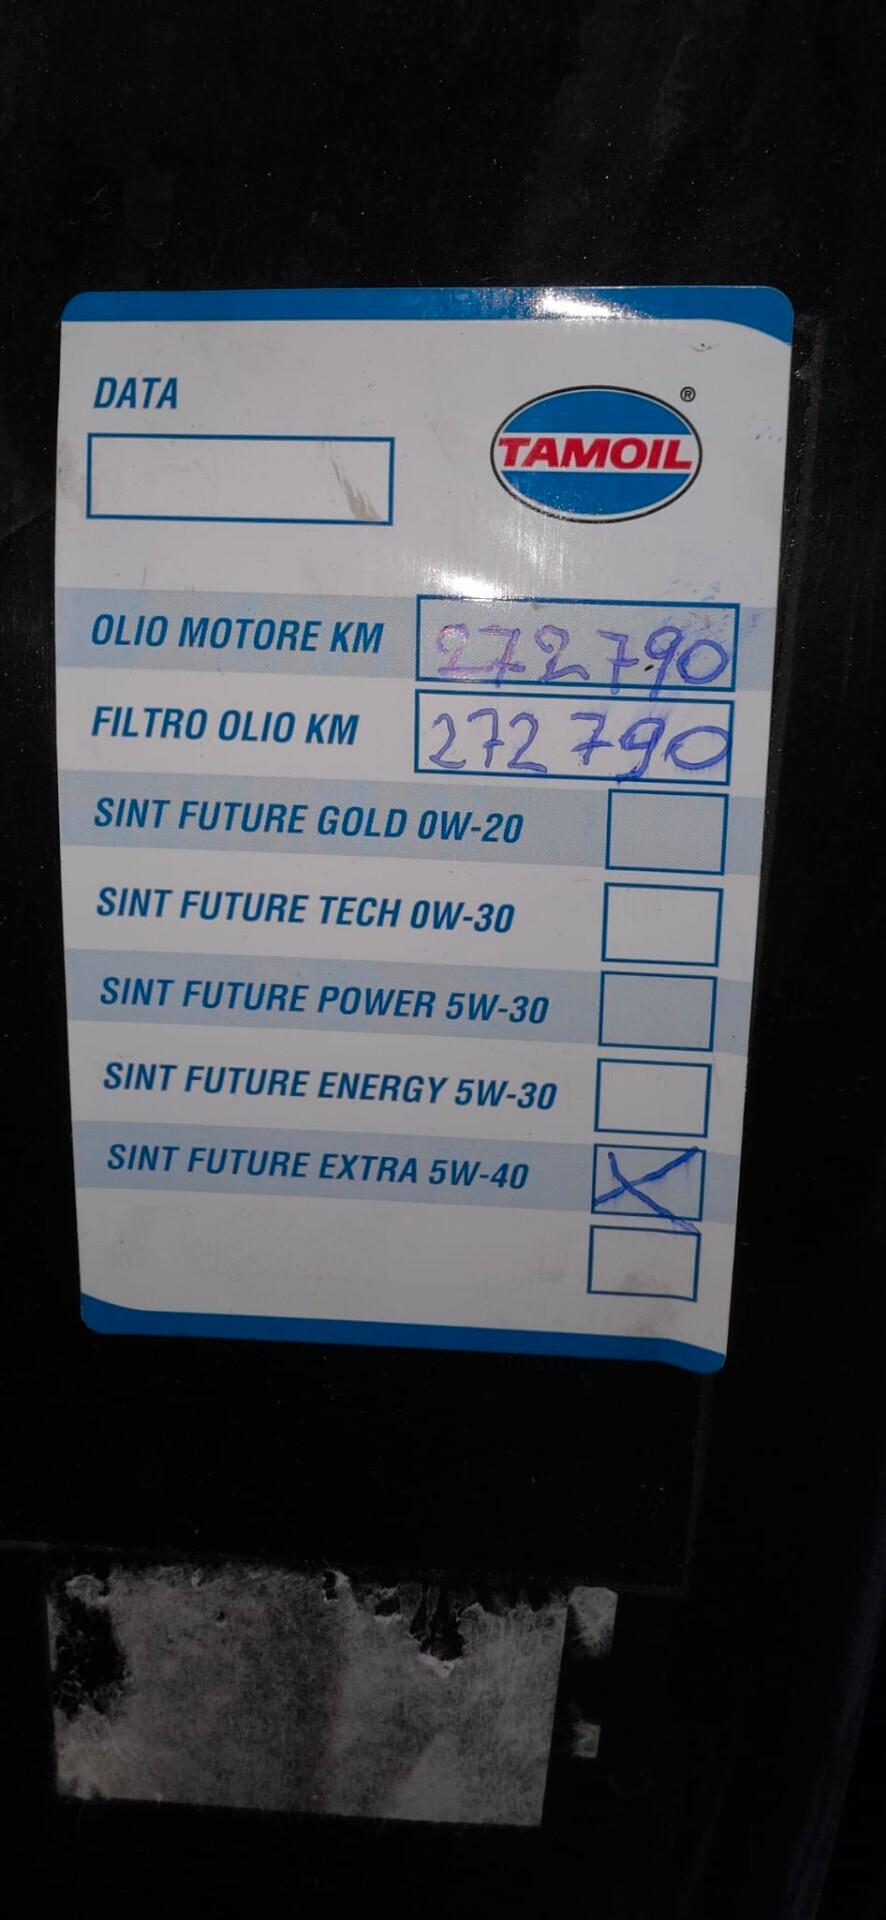 DATA
TAMOIL®
OLIO MOTORE KM 272790
FILTRO OLIO KM 272790
SINT FUTURE GOLD 0W-20
SINT FUTURE TECH 0W-30
SINT FUTURE POWER 5W-30
SINT FUTURE ENERGY 5W-30
SINT FUTURE EXTRA 5W-40 X